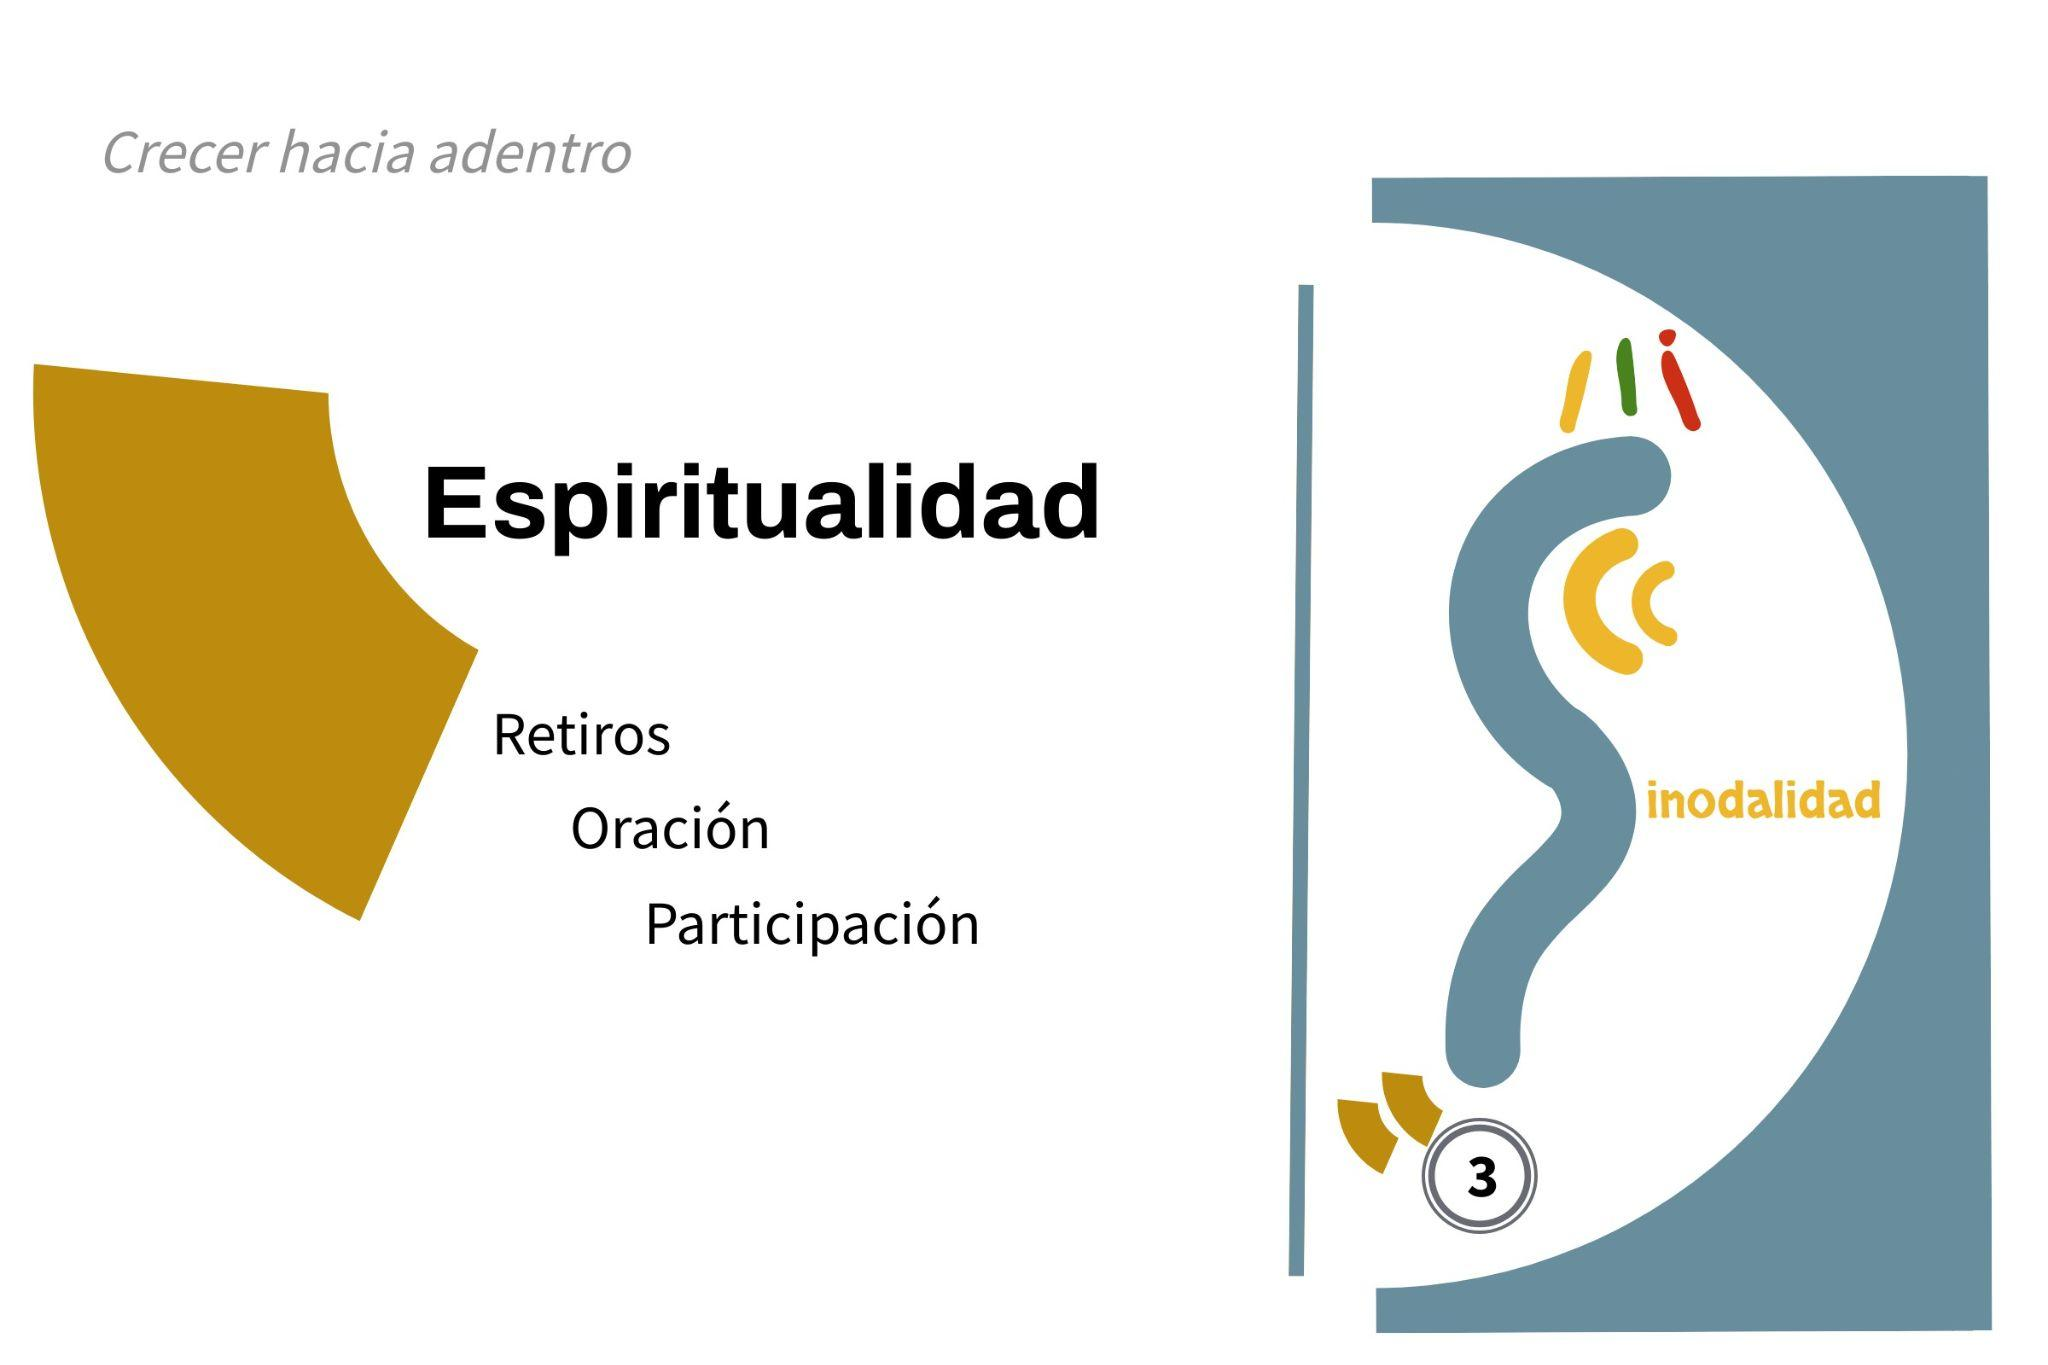 Crecer hacia adentro
Espiritualidad
Retiros
Oración
Participación
inodalidad
3